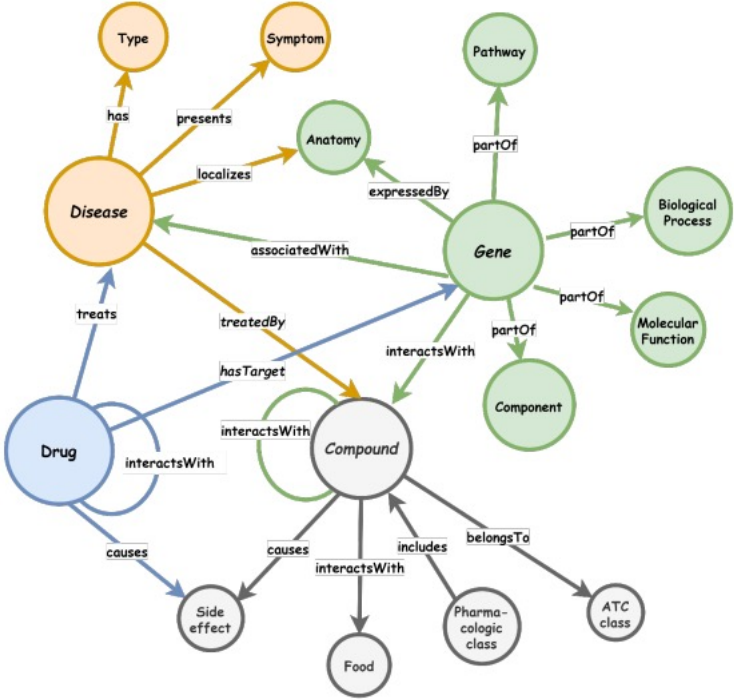 Type
Symptom
Pathway
has
presents
Anatomy
partOf
localizes
expressedBy
Disease
Biological
Process
partOf
associatedWith
Gene
treats
partOf
treatedBy
partOf
Molecular
Function
interactsWith
hasTarget
Component
interactsWith
Drug
Compound
interactsWith
causes
causes
includes
belongsTo
interactsWith
Side
effect
Pharma-
cologic
class
ATC
class
Food